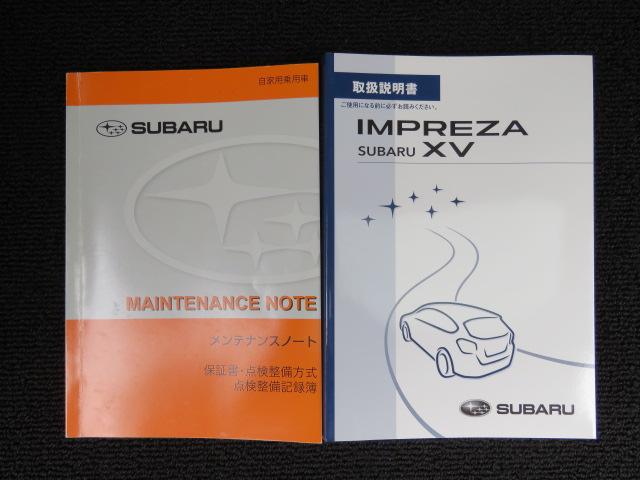 自家用乗用車
SUBARU
MAINTENANCE NOTE
メンテナンスノート
保証書・点検整備方式
点検整備記録簿
取扱説明書
ご使用になる前に必ずお読みください。
IMPREZA
SUBARU XV
SUBARU